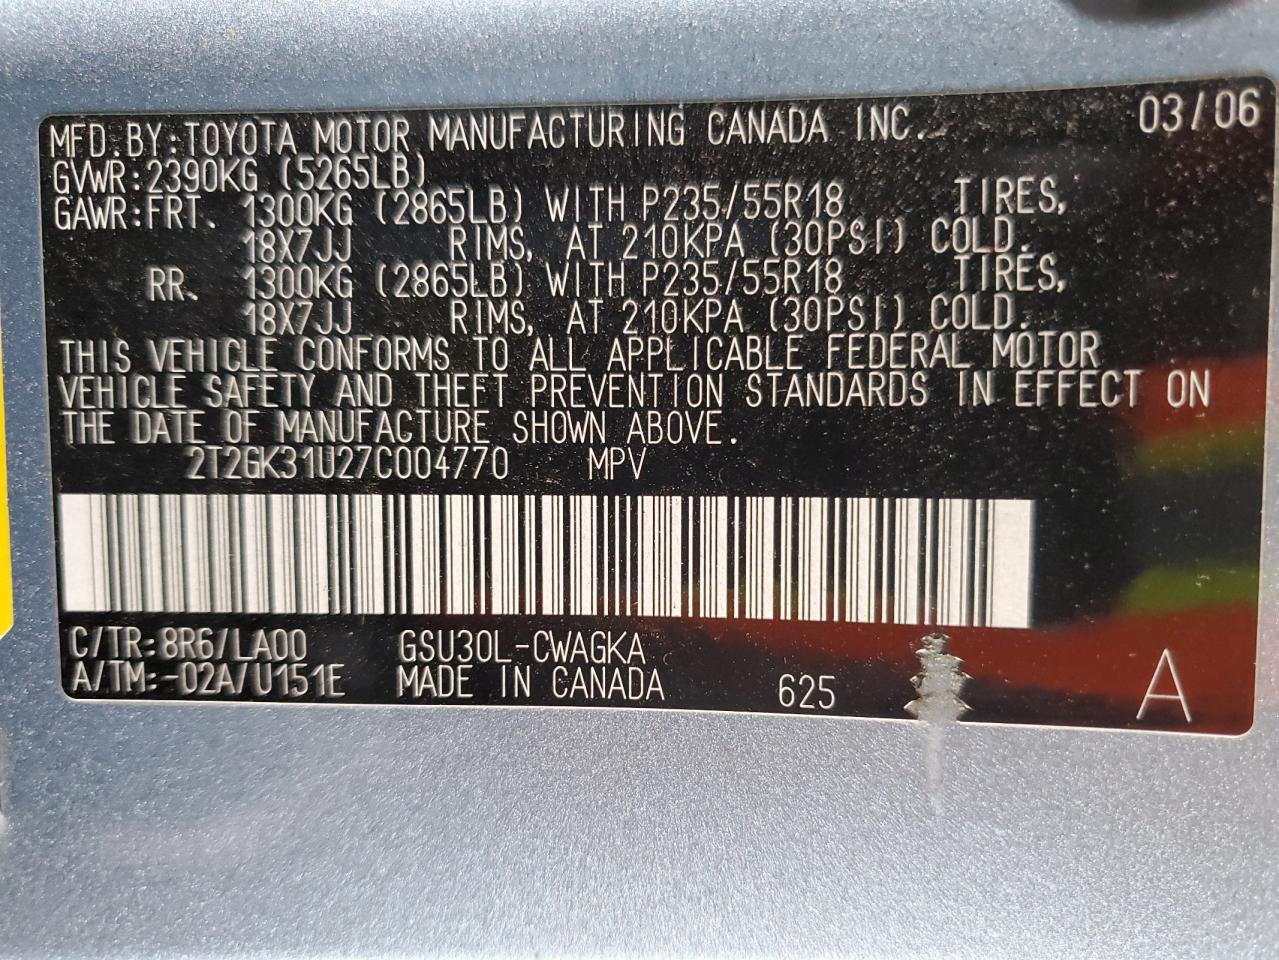 03/06
MFD.BY:TOYOTA MOTOR MANUFACTURING CANADA INC.
GVWR:2390KG (5265LB)
GAWR:FRT. 1300KG (2865LB) WITH P235/55R18 TIRES,
18X7JJ RIMS, AT 210KPA (30PSI) COLD.
RR. 1300KG (2865LB) WITH P235/55R18 TIRES,
18X7JJ RIMS, AT 210KPA (30PSI) COLD.
THIS VEHICLE CONFORMS TO ALL APPLICABLE FEDERAL MOTOR
VEHICLE SAFETY AND THEFT PREVENTION STANDARDS IN EFFECT ON
THE DATE OF MANUFACTURE SHOWN ABOVE.
2T2GK31U27C004770 MPV
C/TR:8R6/LA00 GSU30L-CWAGKA
A/TM:-02A/U151E MADE IN CANADA 625 A